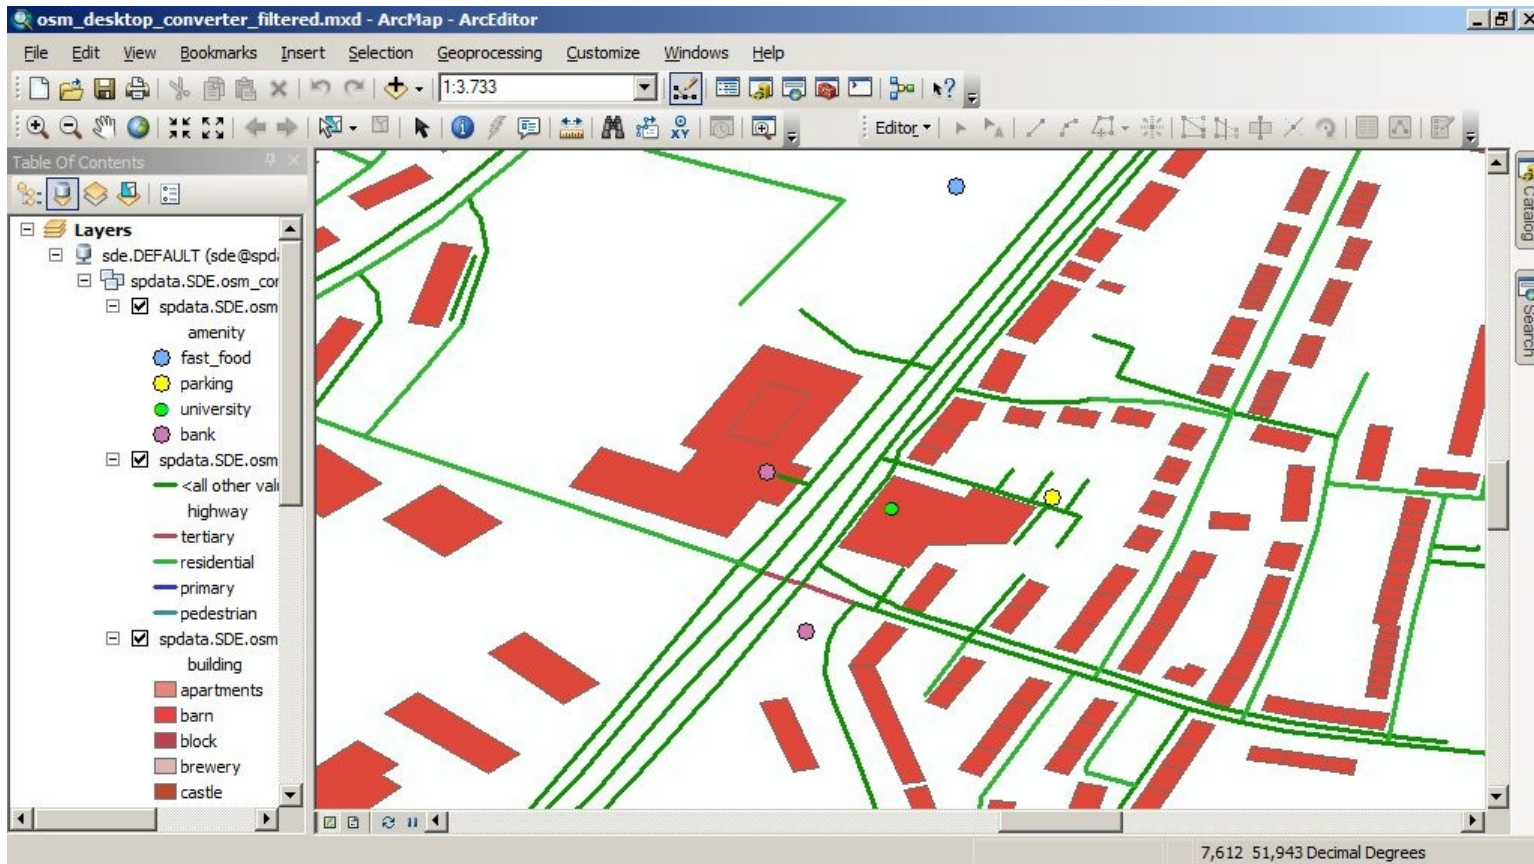 osm_desktop_converter_filtered.mxd - ArcMap - ArcEditor
File Edit View Bookmarks Insert Selection Geoprocessing Customize Windows Help
1:3.733
Editor
Table Of Contents
Layers
sde.DEFAULT (sde@spd
spdata.SDE.osm_cor
spdata.SDE.osm
amenity
fast_food
parking
university
bank
spdata.SDE.osm
<all other val
highway
tertiary
residential
primary
pedestrian
spdata.SDE.osm
building
apartments
barn
block
brewery
castle
Catalog
Search
7,612 51,943 Decimal Degrees